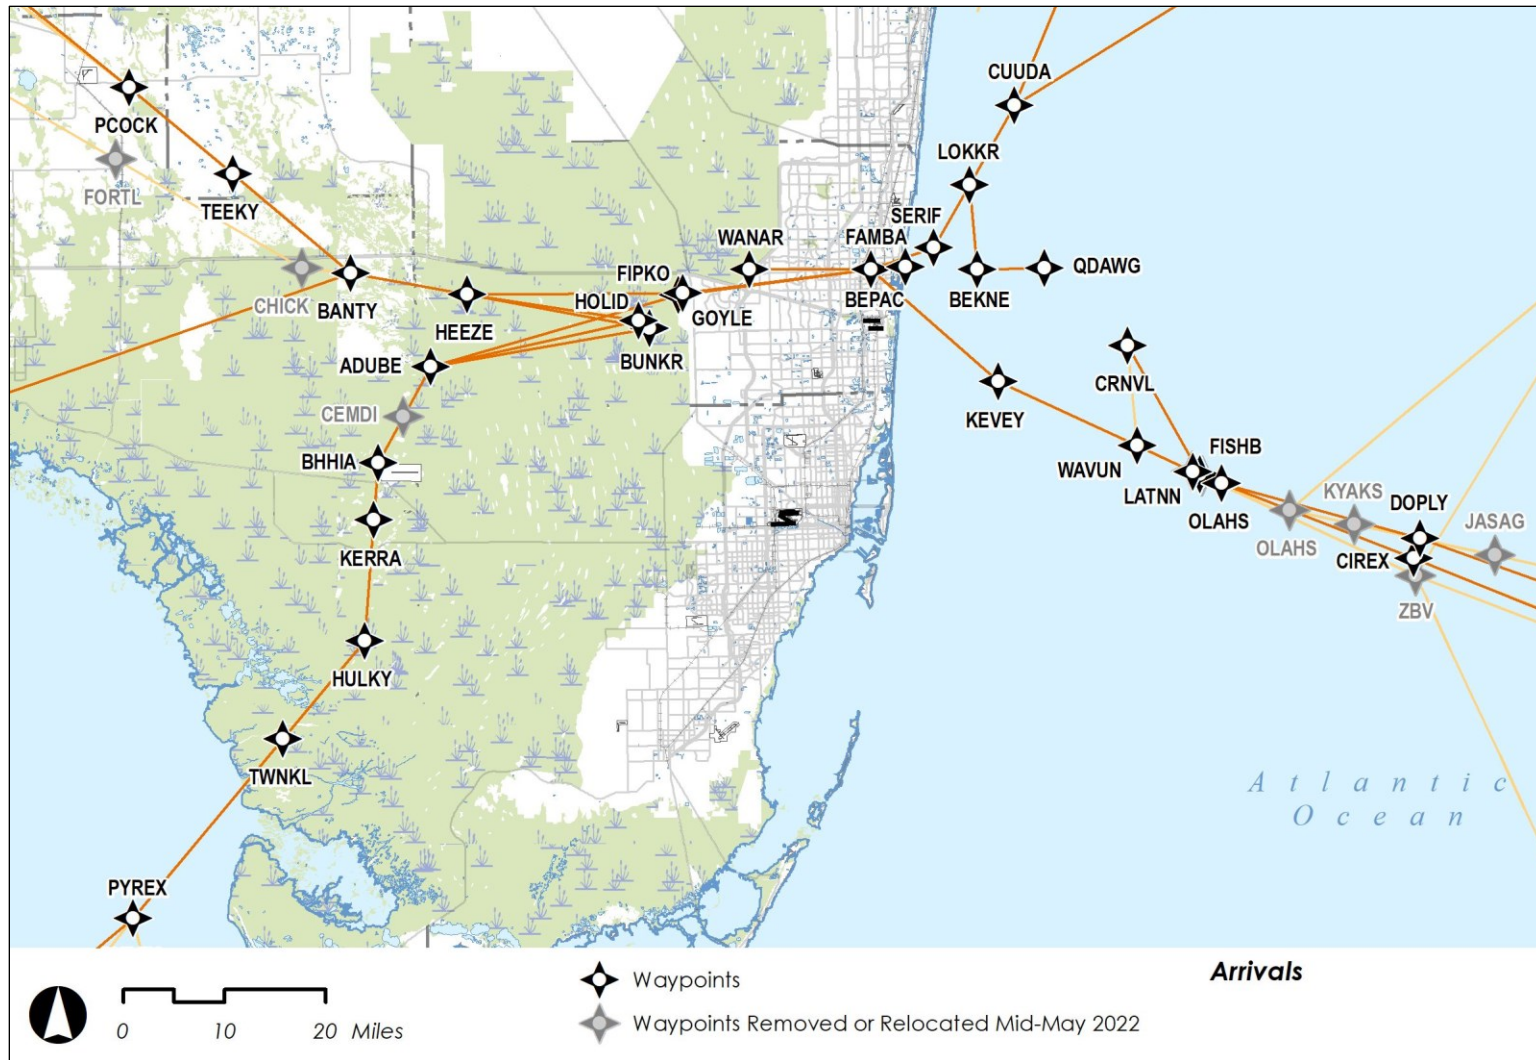 CUUDA
PCOCK
LOKKR
FORTL
TEEKY
SERIF
WANAR
FAMBA
FIPKO
QDAWG
CHICK
BANTY
HOLID
BEPAC
BEKNE
HEEZE
GOYLE
ADUBE
BUNKR
CRNVL
CEMDI
KEVEY
FISHB
BHHIA
WAVUN
KYAKS
LATNN
DOPLY
OLAHS
JASAG
OLAHS
KERRA
CIREX
ZBV
HULKY
TWNKL
Atlantic
Ocean
PYREX
Arrivals
Waypoints
0 10 20 Miles
Waypoints Removed or Relocated Mid-May 2022